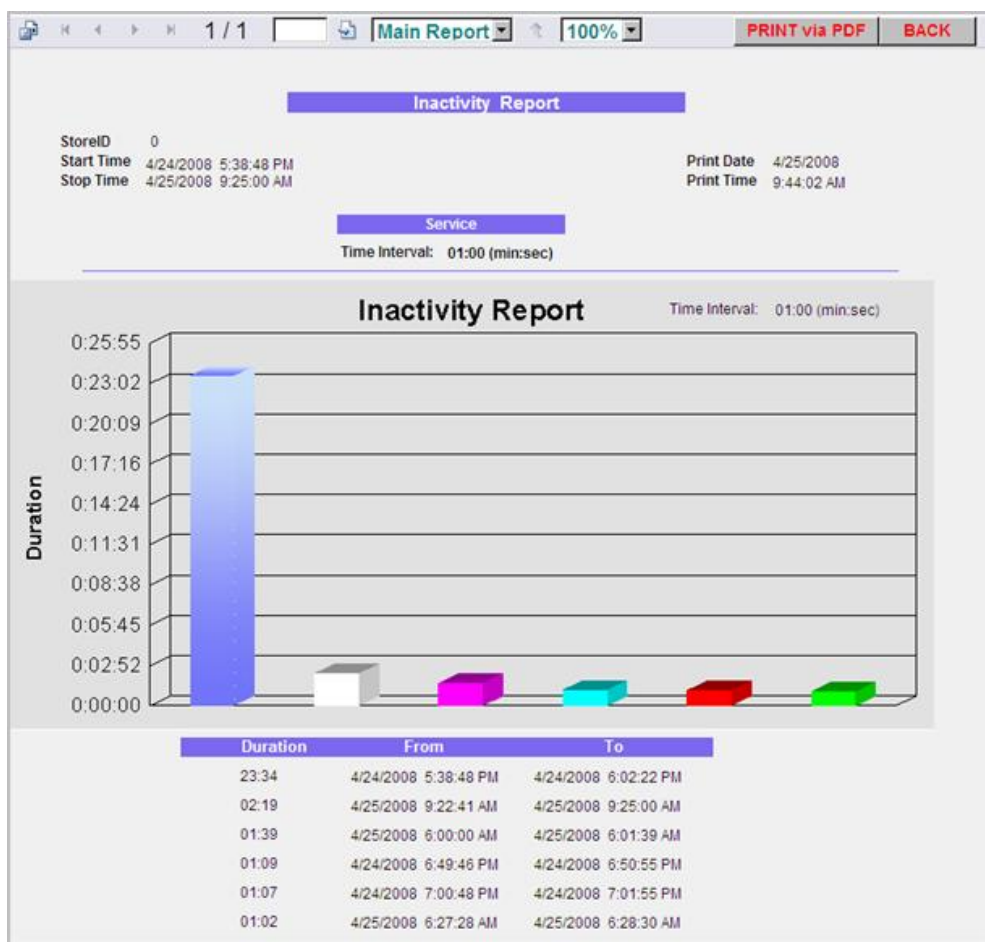 1 / 1 Main Report 100% PRINT via PDF BACK
Inactivity Report
StoreID 0
Start Time 4/24/2008 5:38:48 PM Print Date 4/25/2008
Stop Time 4/25/2008 9:25:00 AM Print Time 9:44:02 AM
Service
Time Interval: 01:00 (min:sec)
Inactivity Report Time Interval: 01:00 (min:sec)
0:25:55
0:23:02
0:20:09
0:17:16
0:14:24
0:11:31
0:08:38
0:05:45
0:02:52
0:00:00
Duration
Duration From To
23:34 4/24/2008 5:38:48 PM 4/24/2008 6:02:22 PM
02:19 4/25/2008 9:22:41 AM 4/25/2008 9:25:00 AM
01:39 4/25/2008 6:00:00 AM 4/25/2008 6:01:39 AM
01:09 4/24/2008 6:49:46 PM 4/24/2008 6:50:55 PM
01:07 4/24/2008 7:00:48 PM 4/24/2008 7:01:55 PM
01:02 4/25/2008 6:27:28 AM 4/25/2008 6:28:30 AM